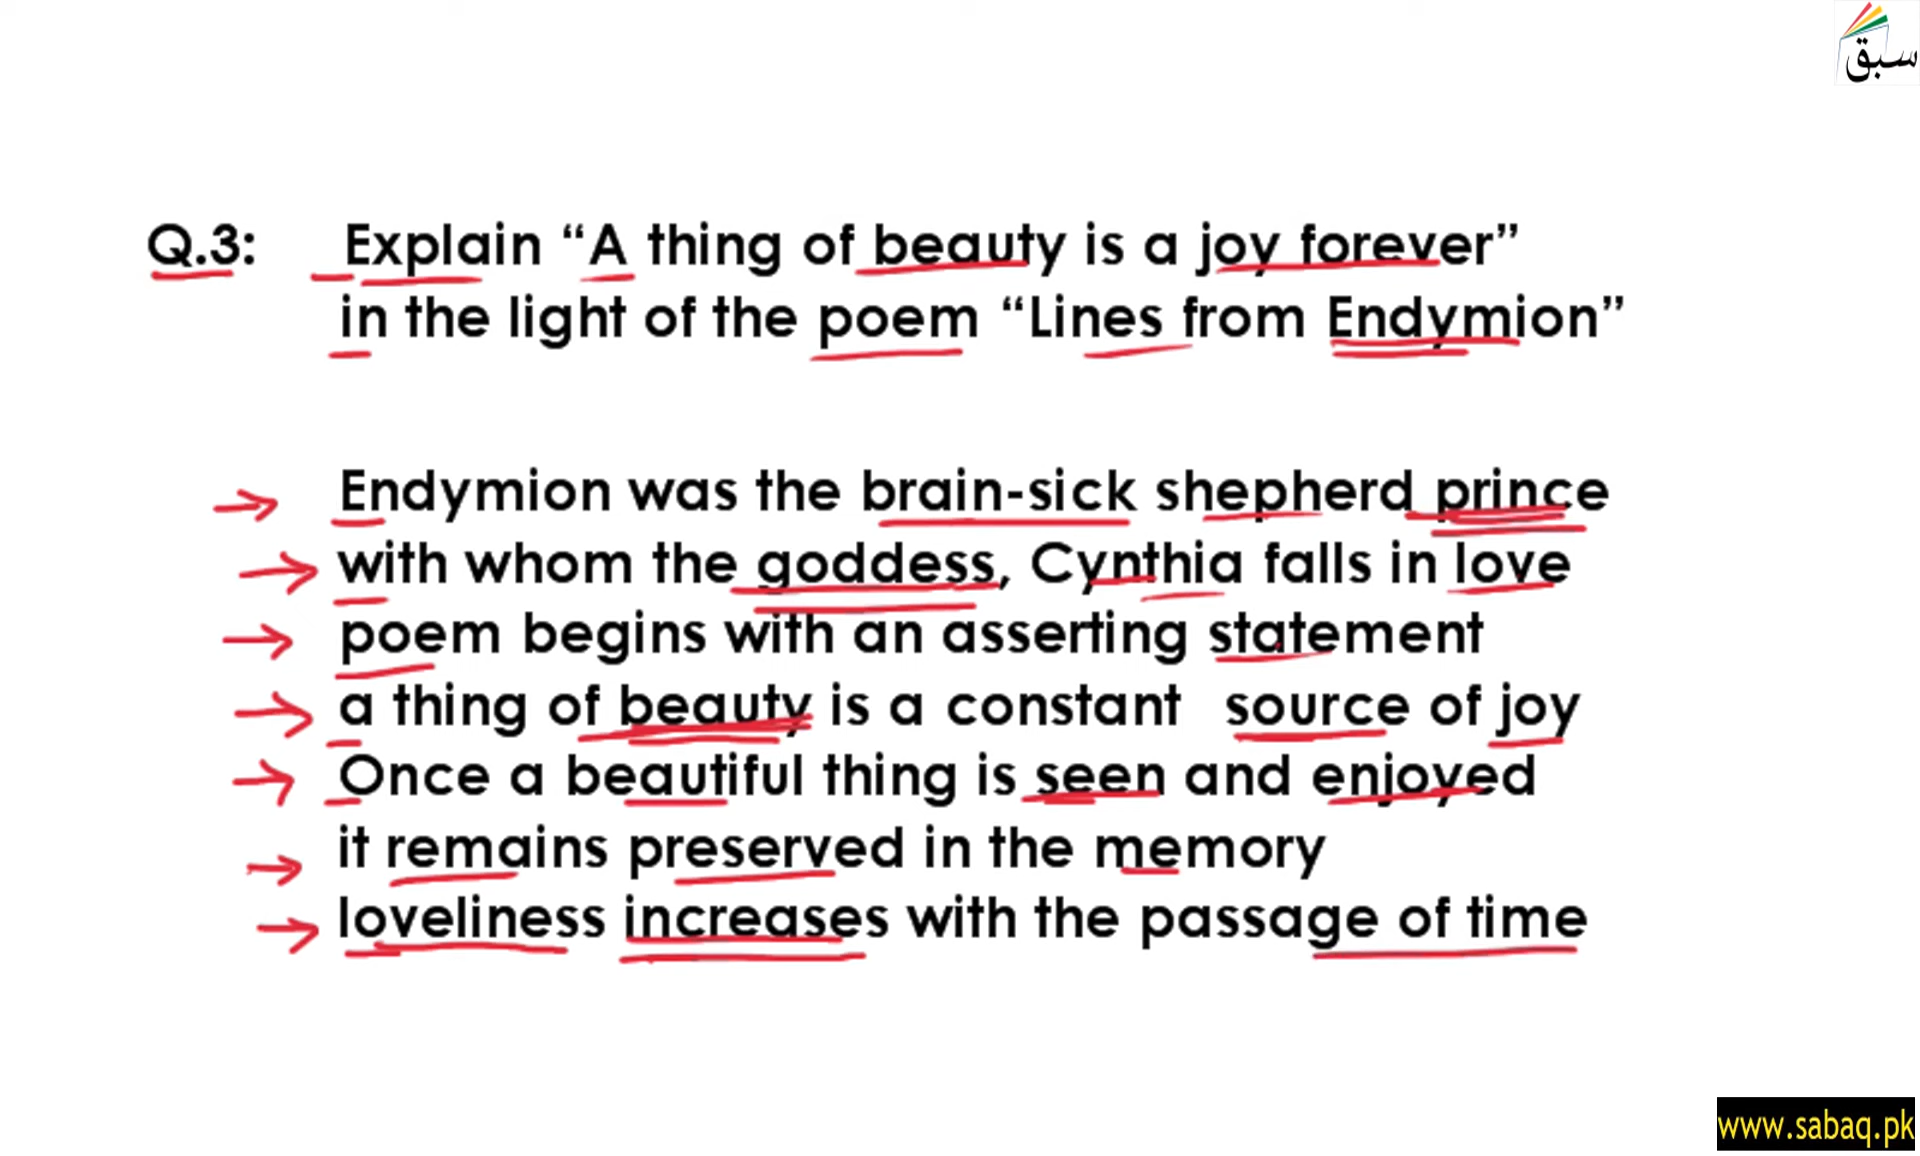 سبق
Q.3: Explain “A thing of beauty is a joy forever”
in the light of the poem “Lines from Endymion”
Endymion was the brain-sick shepherd prince
with whom the goddess, Cynthia falls in love
poem begins with an asserting statement
a thing of beauty is a constant source of joy
Once a beautiful thing is seen and enjoyed
it remains preserved in the memory
loveliness increases with the passage of time
www.sabaq.pk